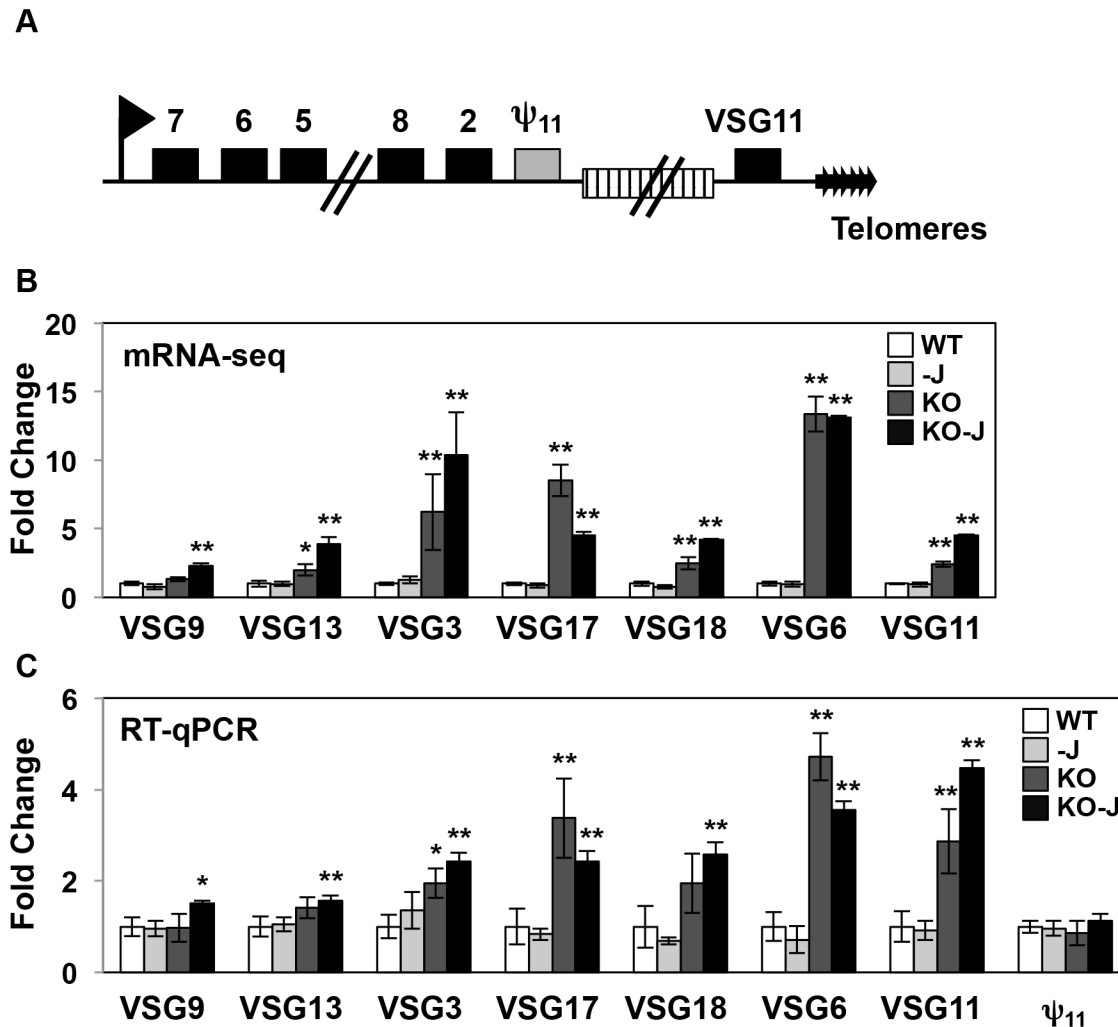 A
7 6 5 8 2 ψ11 VSG11
Telomeres
B
mRNA-seq
Fold Change
20
15
10
5
0
WT
-J
KO
KO-J
**
*
**
**
**
**
**
**
**
**
**
**
**
**
VSG9 VSG13 VSG3 VSG17 VSG18 VSG6 VSG11
C
RT-qPCR
Fold Change
6
4
2
0
WT
-J
KO
KO-J
*
**
*
**
**
**
**
**
**
**
**
VSG9 VSG13 VSG3 VSG17 VSG18 VSG6 VSG11 ψ11